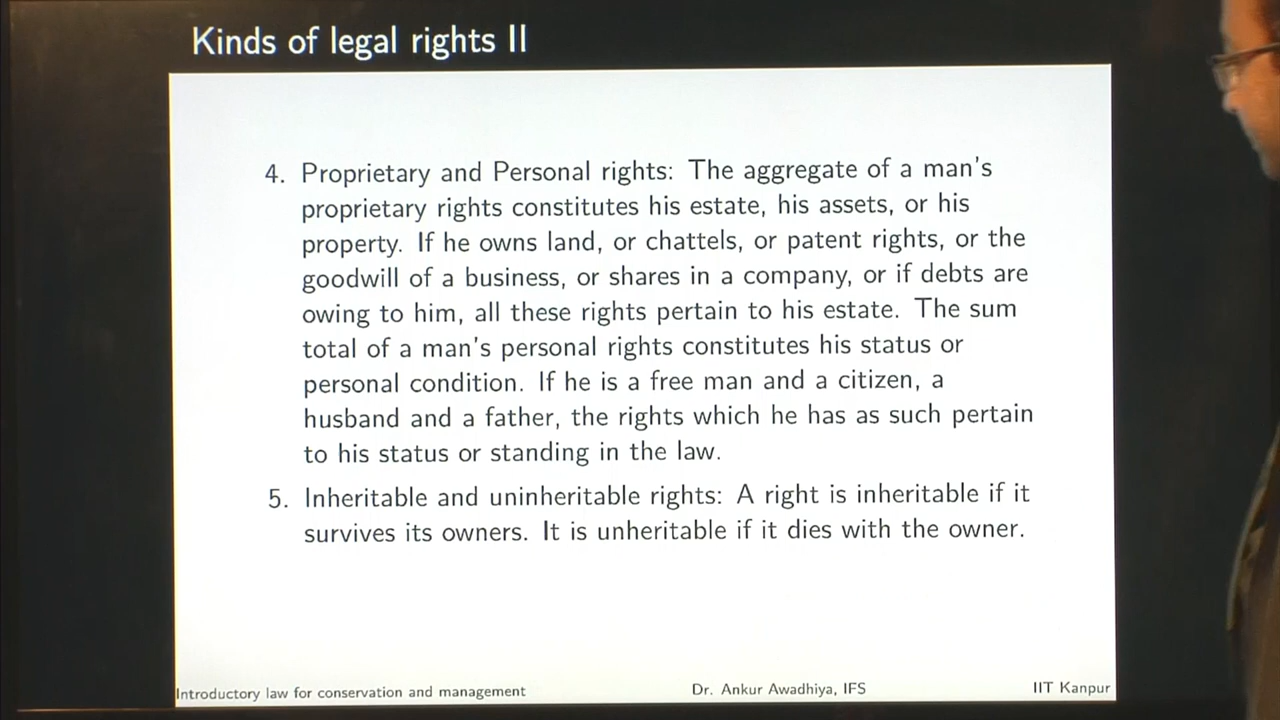 Kinds of legal rights II
4. Proprietary and Personal rights: The aggregate of a man's
proprietary rights constitutes his estate, his assets, or his
property. If he owns land, or chattels, or patent rights, or the
goodwill of a business, or shares in a company, or if debts are
owing to him, all these rights pertain to his estate. The sum
total of a man's personal rights constitutes his status or
personal condition. If he is a free man and a citizen, a
husband and a father, the rights which he has as such pertain
to his status or standing in the law.
5. Inheritable and uninheritable rights: A right is inheritable if it
survives its owners. It is unheritable if it dies with the owner.
Introductory law for conservation and management Dr. Ankur Awadhiya, IFS IIT Kanpur